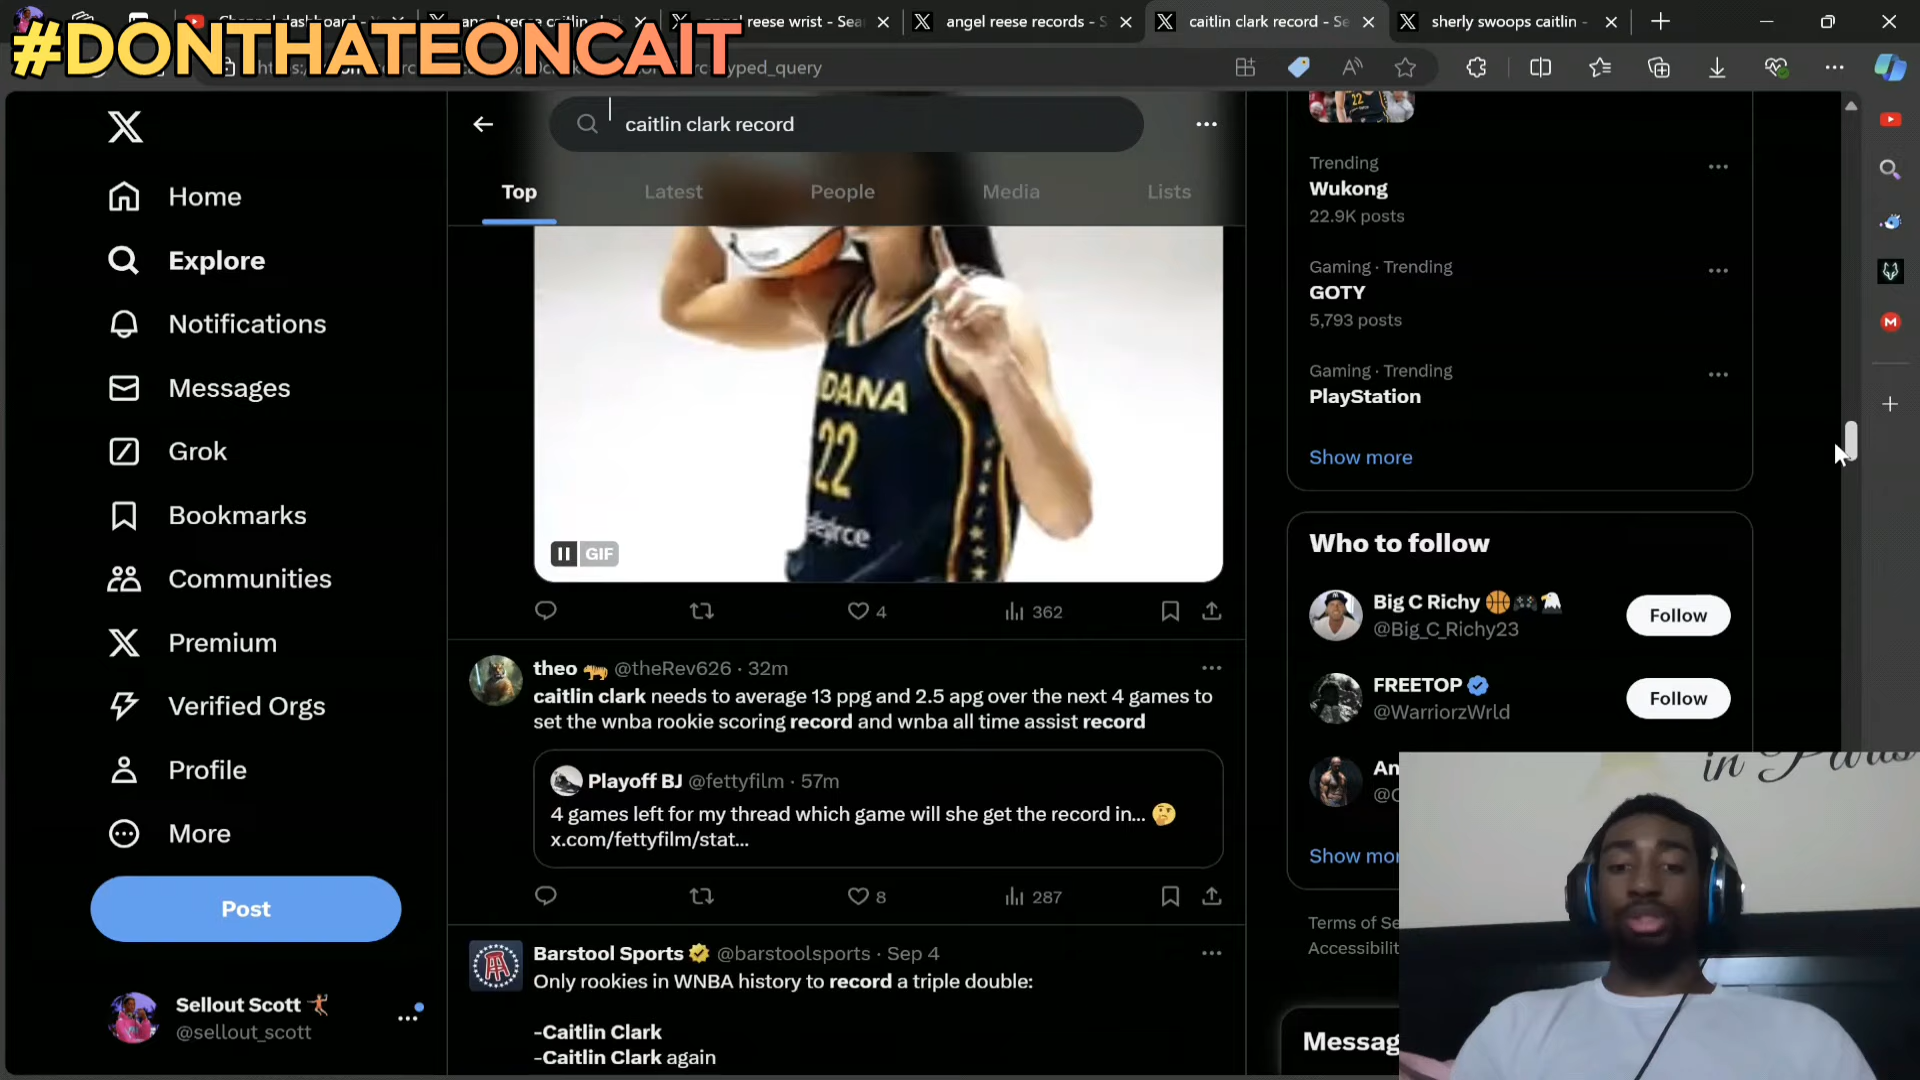 #DONTHATEONCAIT
angel reese wrist - Sea
angel reese records - S
caitlin clark record - Se
sherly swoops caitlin -
yped_query
caitlin clark record
Top
Latest
People
Media
Lists
Home
Explore
Notifications
Messages
Grok
Bookmarks
Communities
Premium
Verified Orgs
Profile
More
Post
Sellout Scott
@sellout_scott
DANA
22
GIF
4
362
theo @theRev626 · 32m
caitlin clark needs to average 13 ppg and 2.5 apg over the next 4 games to
set the wnba rookie scoring record and wnba all time assist record
Playoff BJ @fettyfilm · 57m
4 games left for my thread which game will she get the record in...
x.com/fettyfilm/stat...
8
287
Barstool Sports @barstoolsports · Sep 4
Only rookies in WNBA history to record a triple double:
-Caitlin Clark
-Caitlin Clark again
22
Trending
Wukong
22.9K posts
Gaming · Trending
GOTY
5,793 posts
Gaming · Trending
PlayStation
Show more
Who to follow
Big C Richy
@Big_C_Richy23
Follow
FREETOP
@WarriorzWrld
Follow
An
Show mor
Terms of Se
Accessibilit
Messag
in Paris